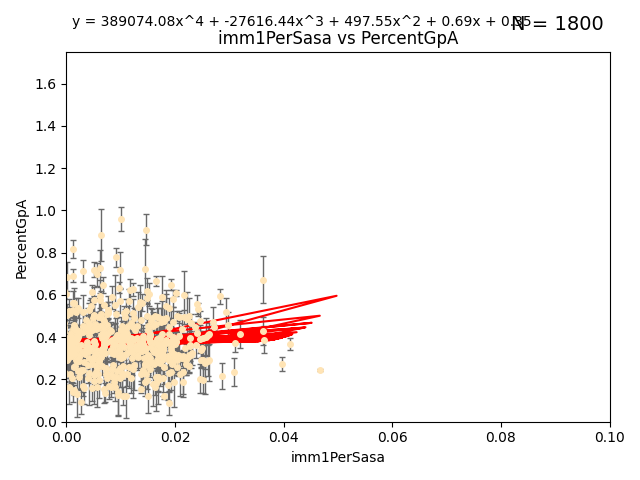 y = 389074.08x^4 + -27616.44x^3 + 497.55x^2 + 0.69x + 0.35
N = 1800
imm1PerSasa vs PercentGpA
PercentGpA
1.6
1.4
1.2
1.0
0.8
0.6
0.4
0.2
0.0
0.00 0.02 0.04 0.06 0.08 0.10
imm1PerSasa